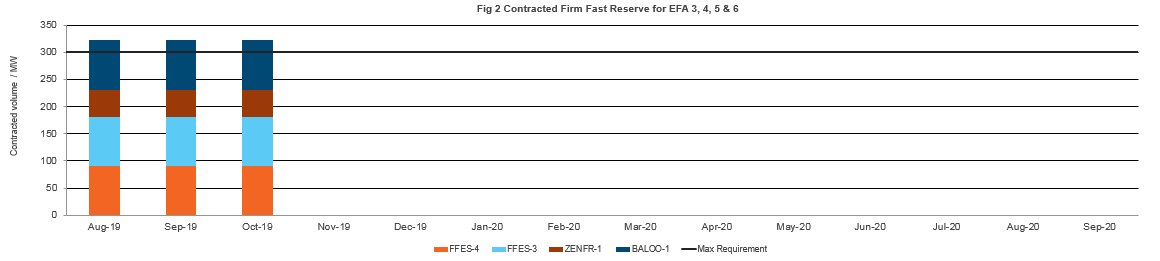 Fig 2 Contracted Firm Fast Reserve for EFA 3, 4, 5 & 6
Contracted volume / MW
350
300
250
200
150
100
50
0
Aug-19 Sep-19 Oct-19 Nov-19 Dec-19 Jan-20 Feb-20 Mar-20 Apr-20 May-20 Jun-20 Jul-20 Aug-20 Sep-20
FFES-4 FFES-3 ZENFR-1 BALOO-1 Max Requirement